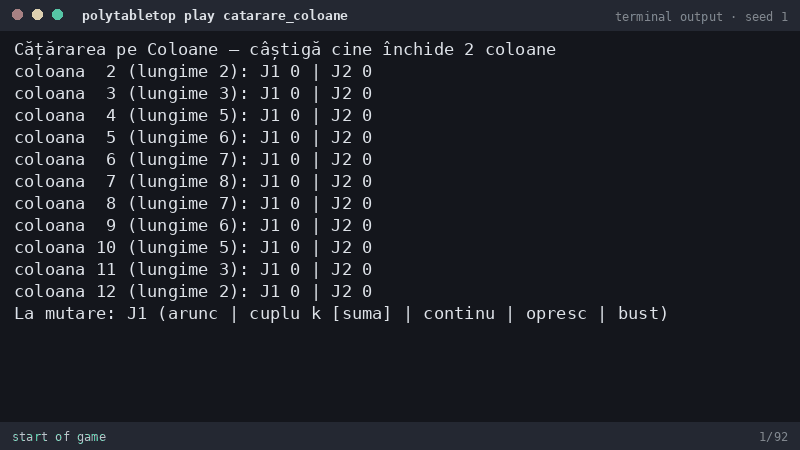 polytabletop play catarare_coloane
terminal output · seed 1
Cățărarea pe Coloane — câștigă cine închide 2 coloane
coloana  2 (lungime 2): J1 0 | J2 0
coloana  3 (lungime 3): J1 0 | J2 0
coloana  4 (lungime 5): J1 0 | J2 0
coloana  5 (lungime 6): J1 0 | J2 0
coloana  6 (lungime 7): J1 0 | J2 0
coloana  7 (lungime 8): J1 0 | J2 0
coloana  8 (lungime 7): J1 0 | J2 0
coloana  9 (lungime 6): J1 0 | J2 0
coloana 10 (lungime 5): J1 0 | J2 0
coloana 11 (lungime 3): J1 0 | J2 0
coloana 12 (lungime 2): J1 0 | J2 0
La mutare: J1 (arunc | cuplu k [suma] | continu | opresc | bust)
start of game
1/92